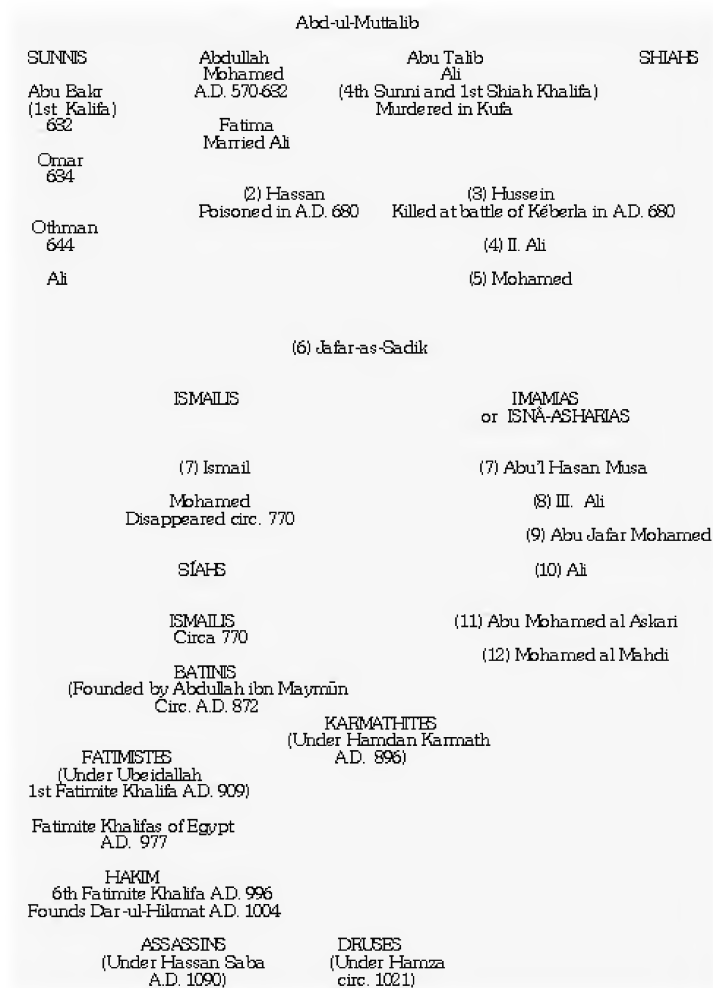 Abd-ul-Muttalib
SUNNIS Abdullah Abu Talib SHIAHS
Mohamed Ali
Abu Bakr A.D. 570-632 (4th Sunni and 1st Shiah Khalifa)
(1st Kalifa) Murdered in Kufa
632 Fatima
Married Ali
Omar
634
(2) Hassan (3) Hussein
Poisoned in A.D. 680 Killed at battle of Kéberla in A.D. 680
Othman
644 (4) II. Ali
Ali (5) Mohamed
(6) Jafar-as-Sadik
ISMAILIS IMAMIAS
or ISNÂ-ASHARIAS
(7) Ismail (7) Abu'l Hasan Musa
Mohamed (8) III. Ali
Disappeared circ. 770
(9) Abu Jafar Mohamed
SÍAHS (10) Ali
ISMAILIS (11) Abu Mohamed al Askari
Circa 770
(12) Mohamed al Mahdi
BATINIS
(Founded by Abdullah ibn Maymūn
Circ. A.D. 872
KARMATHITES
(Under Hamdan Karmath
FATIMISTES A.D. 896)
(Under Ubeidallah
1st Fatimite Khalifa A.D. 909)
Fatimite Khalifas of Egypt
A.D. 977
HAKIM
6th Fatimite Khalifa A.D. 996
Founds Dar-ul-Hikmat A.D. 1004
ASSASSINS DRUSES
(Under Hassan Saba (Under Hamza
A.D. 1090) circ. 1021)